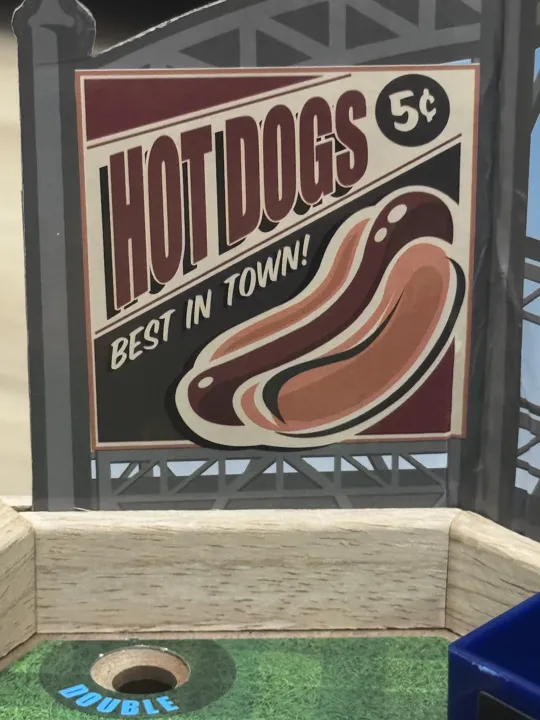 HOT DOGS
5¢
BEST IN TOWN!
DOUBLE